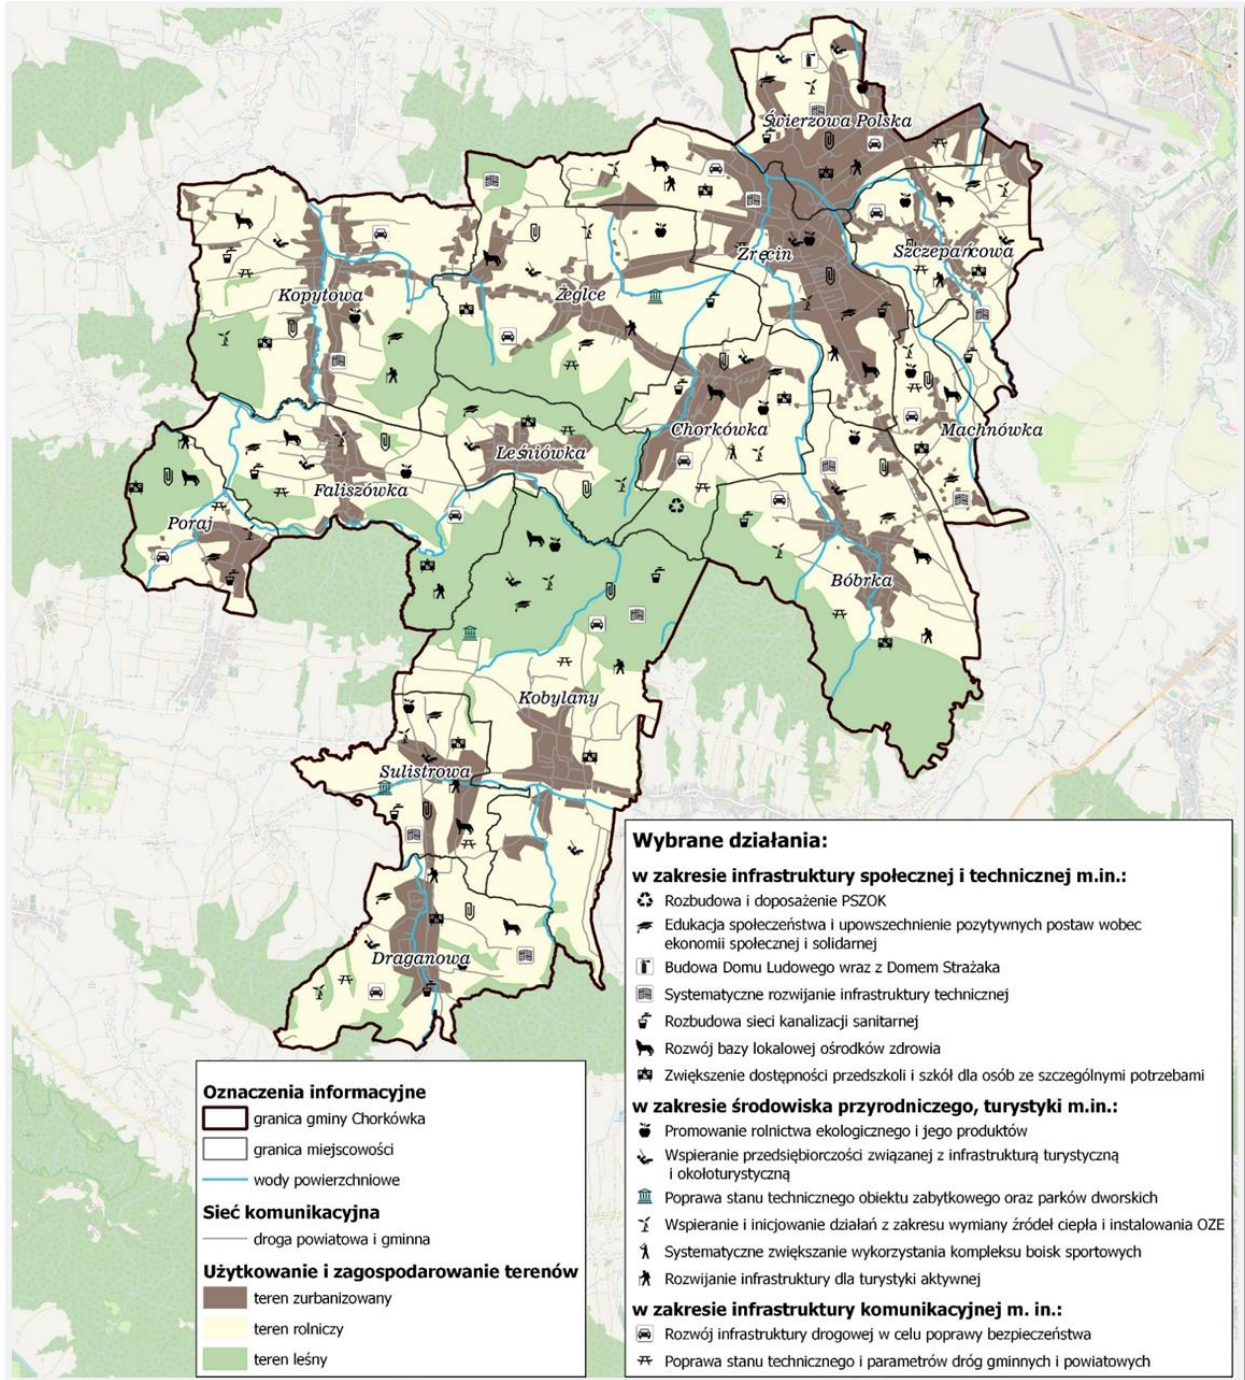 Świerzowa Polska
Zręcin
Szczepańcowa
Kopytowa
Żeglce
Chorkówka
Machnówka
Leśniówka
Faliszówka
Poraj
Bóbrka
Kobylany
Sulistrowa
Draganowa
Wybrane działania:
w zakresie infrastruktury społecznej i technicznej m.in.:
Rozbudowa i doposażenie PSZOK
Edukacja społeczeństwa i upowszechnienie pozytywnych postaw wobec
ekonomii społecznej i solidarnej
Budowa Domu Ludowego wraz z Domem Strażaka
Systematyczne rozwijanie infrastruktury technicznej
Rozbudowa sieci kanalizacji sanitarnej
Rozwój bazy lokalowej ośrodków zdrowia
Zwiększenie dostępności przedszkoli i szkół dla osób ze szczególnymi potrzebami
w zakresie środowiska przyrodniczego, turystyki m.in.:
Promowanie rolnictwa ekologicznego i jego produktów
Wspieranie przedsiębiorczości związanej z infrastrukturą turystyczną
i okołoturystyczną
Poprawa stanu technicznego obiektu zabytkowego oraz parków dworskich
Wspieranie i inicjowanie działań z zakresu wymiany źródeł ciepła i instalowania OZE
Systematyczne zwiększanie wykorzystania kompleksu boisk sportowych
Rozwijanie infrastruktury dla turystyki aktywnej
w zakresie infrastruktury komunikacyjnej m. in.:
Rozwój infrastruktury drogowej w celu poprawy bezpieczeństwa
Poprawa stanu technicznego i parametrów dróg gminnych i powiatowych
Oznaczenia informacyjne
granica gminy Chorkówka
granica miejscowości
wody powierzchniowe
Sieć komunikacyjna
droga powiatowa i gminna
Użytkowanie i zagospodarowanie terenów
teren zurbanizowany
teren rolniczy
teren leśny